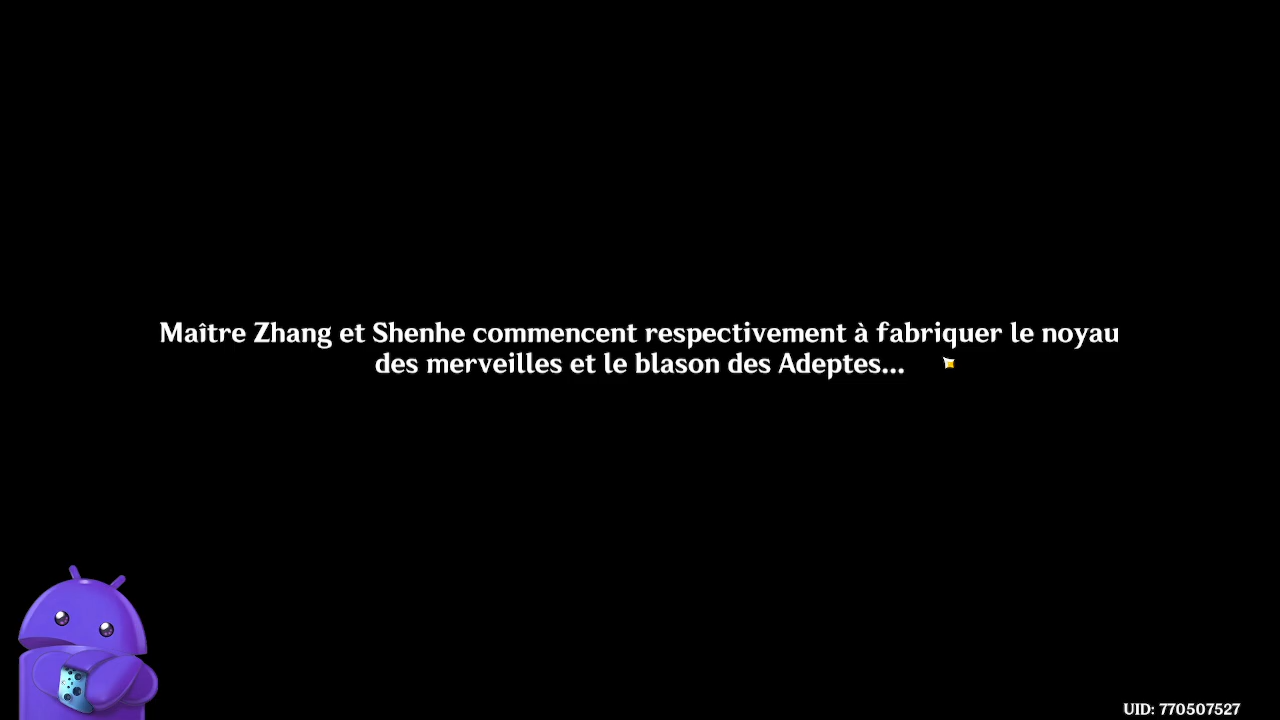 Maître Zhang et Shenhe commencent respectivement à fabriquer le noyau
des merveilles et le blason des Adeptes...
UID: 770507527